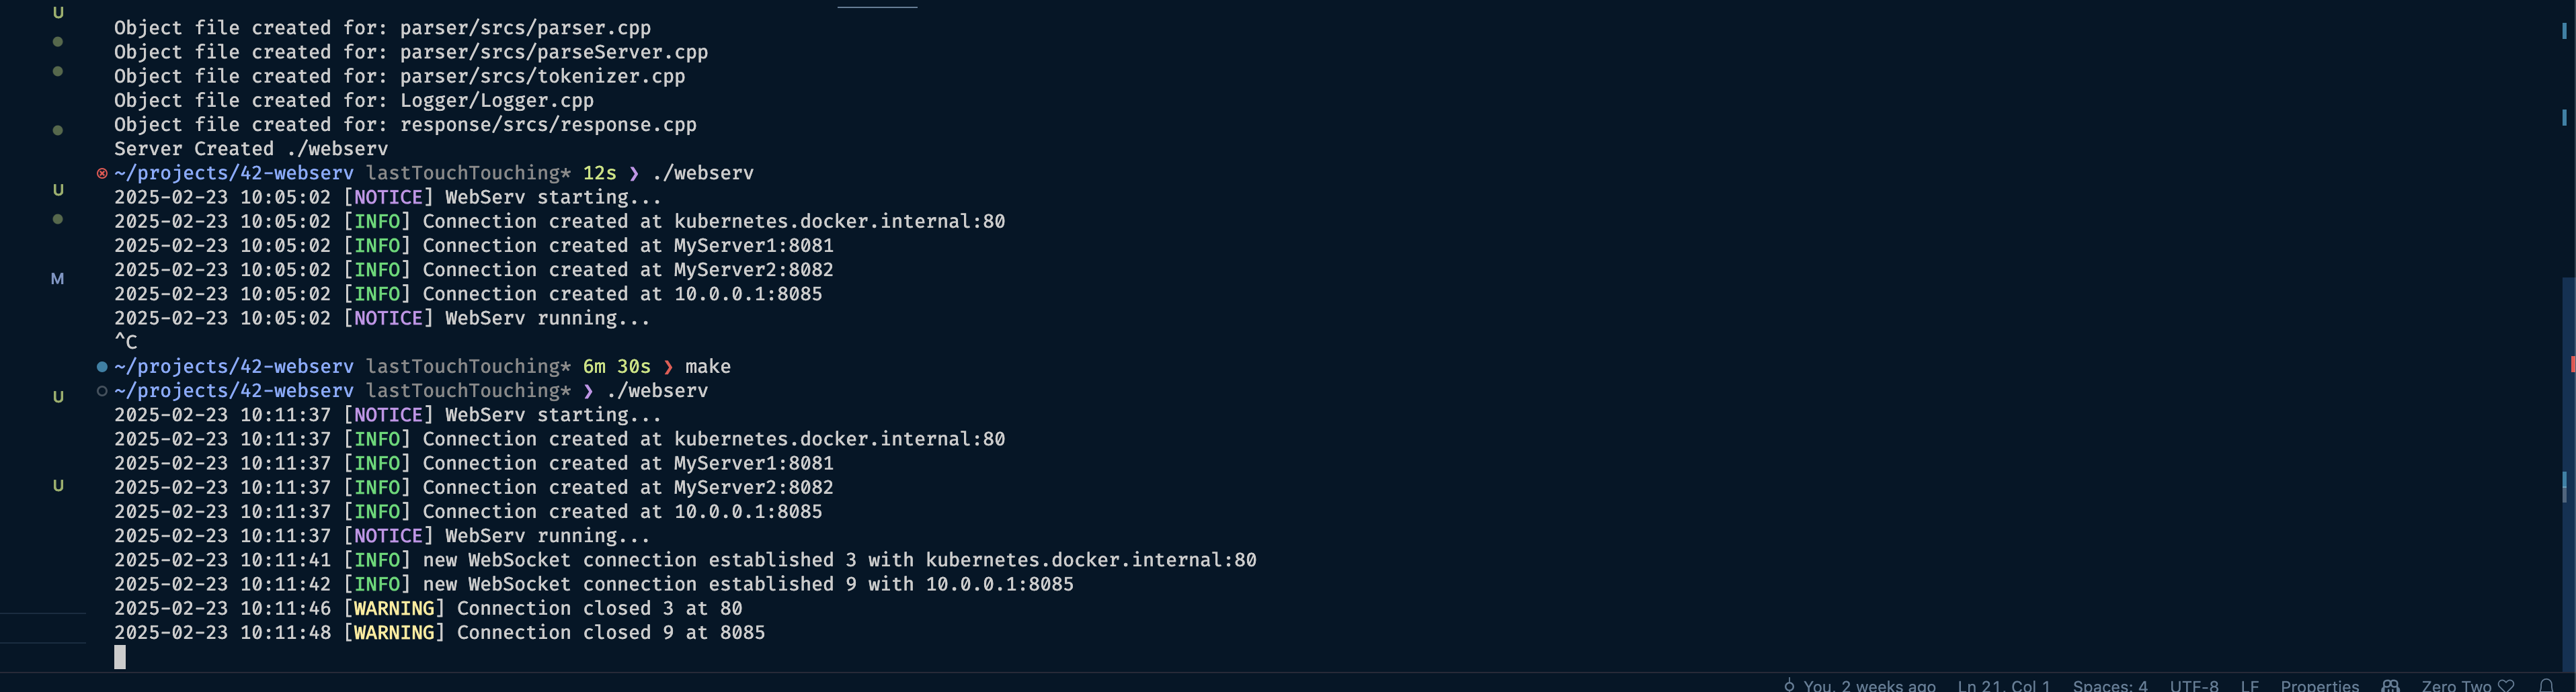 U
Object file created for: parser/srcs/parser.cpp
Object file created for: parser/srcs/parseServer.cpp
Object file created for: parser/srcs/tokenizer.cpp
Object file created for: Logger/Logger.cpp
Object file created for: response/srcs/response.cpp
Server Created ./webserv
~/projects/42-webserv lastTouchTouching* 12s ❯ ./webserv
U
2025-02-23 10:05:02 [NOTICE] WebServ starting...
2025-02-23 10:05:02 [INFO] Connection created at kubernetes.docker.internal:80
2025-02-23 10:05:02 [INFO] Connection created at MyServer1:8081
2025-02-23 10:05:02 [INFO] Connection created at MyServer2:8082
M
2025-02-23 10:05:02 [INFO] Connection created at 10.0.0.1:8085
2025-02-23 10:05:02 [NOTICE] WebServ running...
^C
~/projects/42-webserv lastTouchTouching* 6m 30s ❯ make
~/projects/42-webserv lastTouchTouching* ❯ ./webserv
U
2025-02-23 10:11:37 [NOTICE] WebServ starting...
2025-02-23 10:11:37 [INFO] Connection created at kubernetes.docker.internal:80
2025-02-23 10:11:37 [INFO] Connection created at MyServer1:8081
2025-02-23 10:11:37 [INFO] Connection created at MyServer2:8082
U
2025-02-23 10:11:37 [INFO] Connection created at 10.0.0.1:8085
2025-02-23 10:11:37 [NOTICE] WebServ running...
2025-02-23 10:11:41 [INFO] new WebSocket connection established 3 with kubernetes.docker.internal:80
2025-02-23 10:11:42 [INFO] new WebSocket connection established 9 with 10.0.0.1:8085
2025-02-23 10:11:46 [WARNING] Connection closed 3 at 80
2025-02-23 10:11:48 [WARNING] Connection closed 9 at 8085
You, 2 weeks ago Ln 21, Col 1 Spaces: 4 UTF-8 LF Properties Zero Two ♡